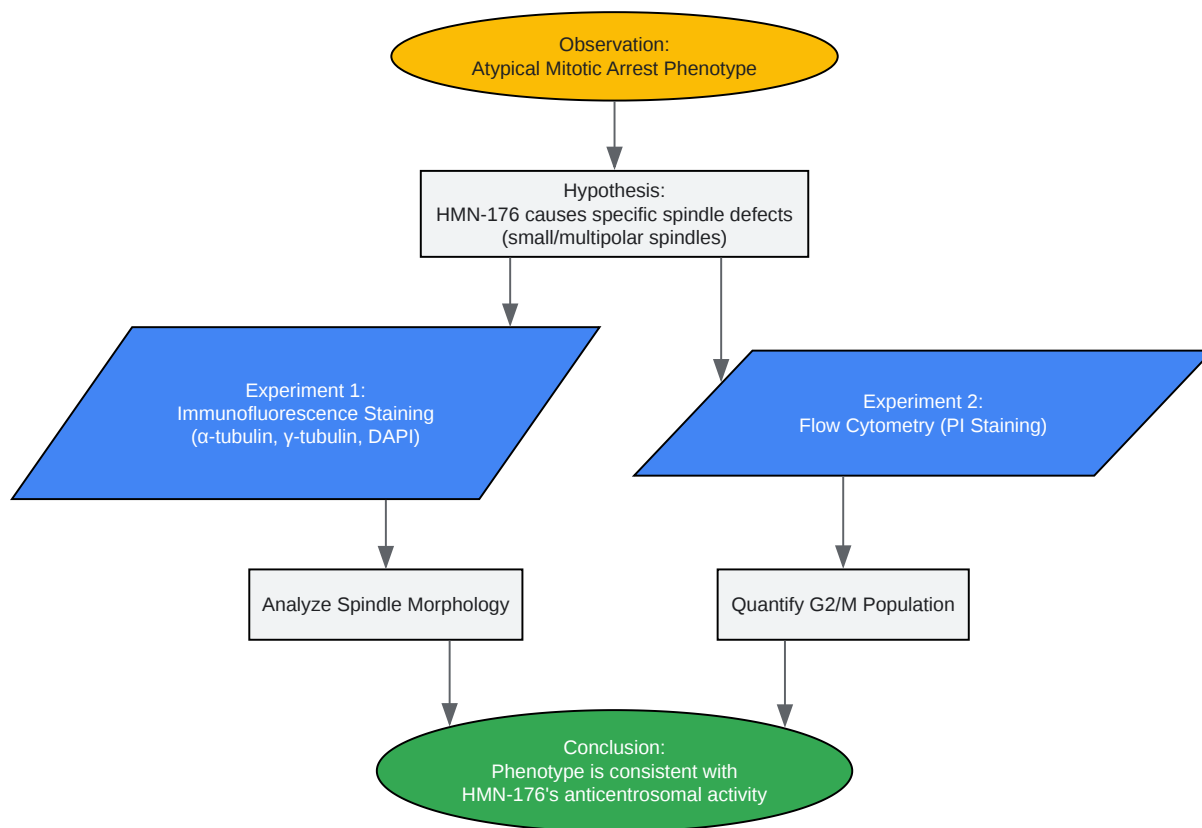 Observation:
Atypical Mitotic Arrest Phenotype
Hypothesis:
HMN-176 causes specific spindle defects
(small/multipolar spindles)
Experiment 1:
Immunofluorescence Staining
(α-tubulin, γ-tubulin, DAPI)
Experiment 2:
Flow Cytometry (PI Staining)
Analyze Spindle Morphology
Quantify G2/M Population
Conclusion:
Phenotype is consistent with
HMN-176's anticentrosomal activity